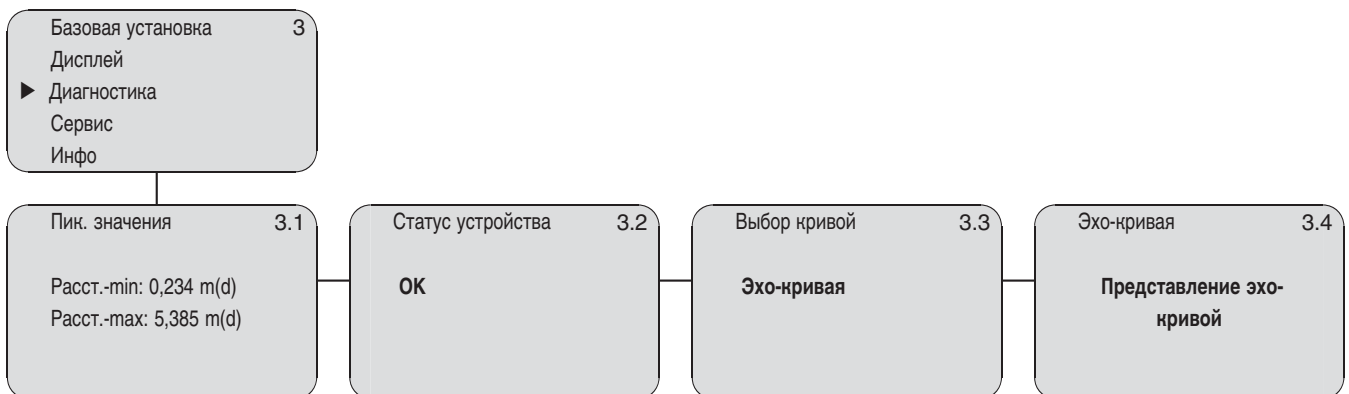 Базовая установка 3
Дисплей
▶ Диагностика
Сервис
Инфо
Пик. значения 3.1
Расст.-min: 0,234 m(d)
Расст.-max: 5,385 m(d)
Статус устройства 3.2
OK
Выбор кривой 3.3
Эхо-кривая
Эхо-кривая 3.4
Представление эхо-
кривой